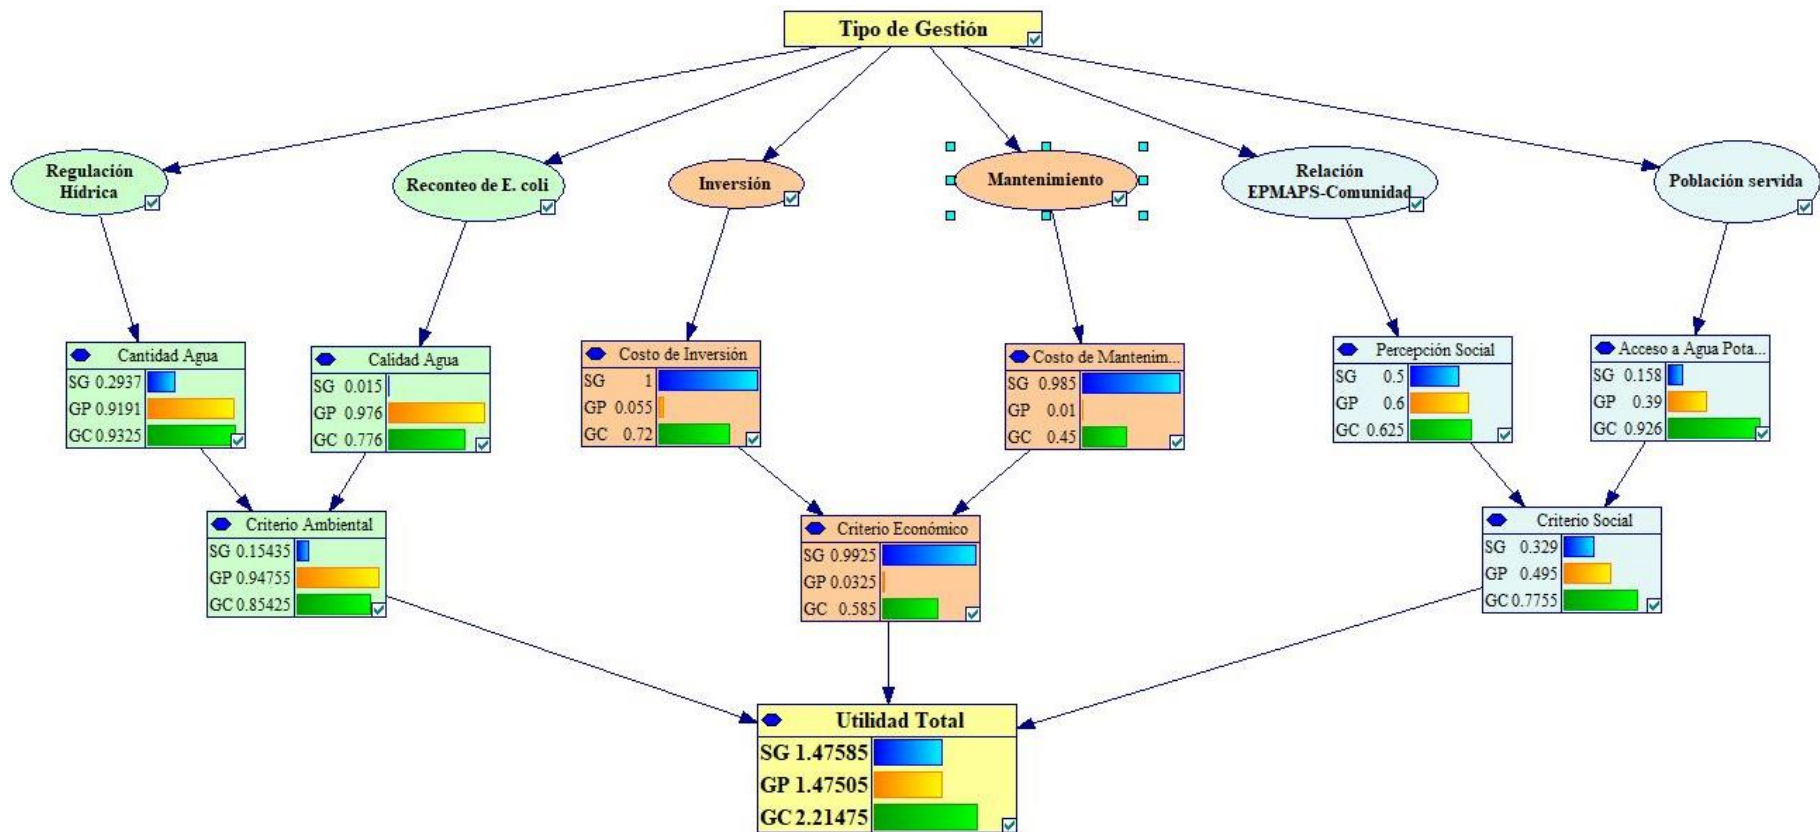 Tipo de Gestión
Regulación
Hídrica
Reconteo de E. coli
Inversión
Mantenimiento
Relación
EPMAPS-Comunidad
Población servida
Cantidad Agua
SG 0.2937
GP 0.9191
GC 0.9325
Calidad Agua
SG 0.015
GP 0.976
GC 0.776
Costo de Inversión
SG 1
GP 0.055
GC 0.72
Costo de Mantenim...
SG 0.985
GP 0.01
GC 0.45
Percepción Social
SG 0.5
GP 0.6
GC 0.625
Acceso a Agua Pota...
SG 0.158
GP 0.39
GC 0.926
Criterio Ambiental
SG 0.15435
GP 0.94755
GC 0.85425
Criterio Económico
SG 0.9925
GP 0.0325
GC 0.585
Criterio Social
SG 0.329
GP 0.495
GC 0.7755
Utilidad Total
SG 1.47585
GP 1.47505
GC 2.21475